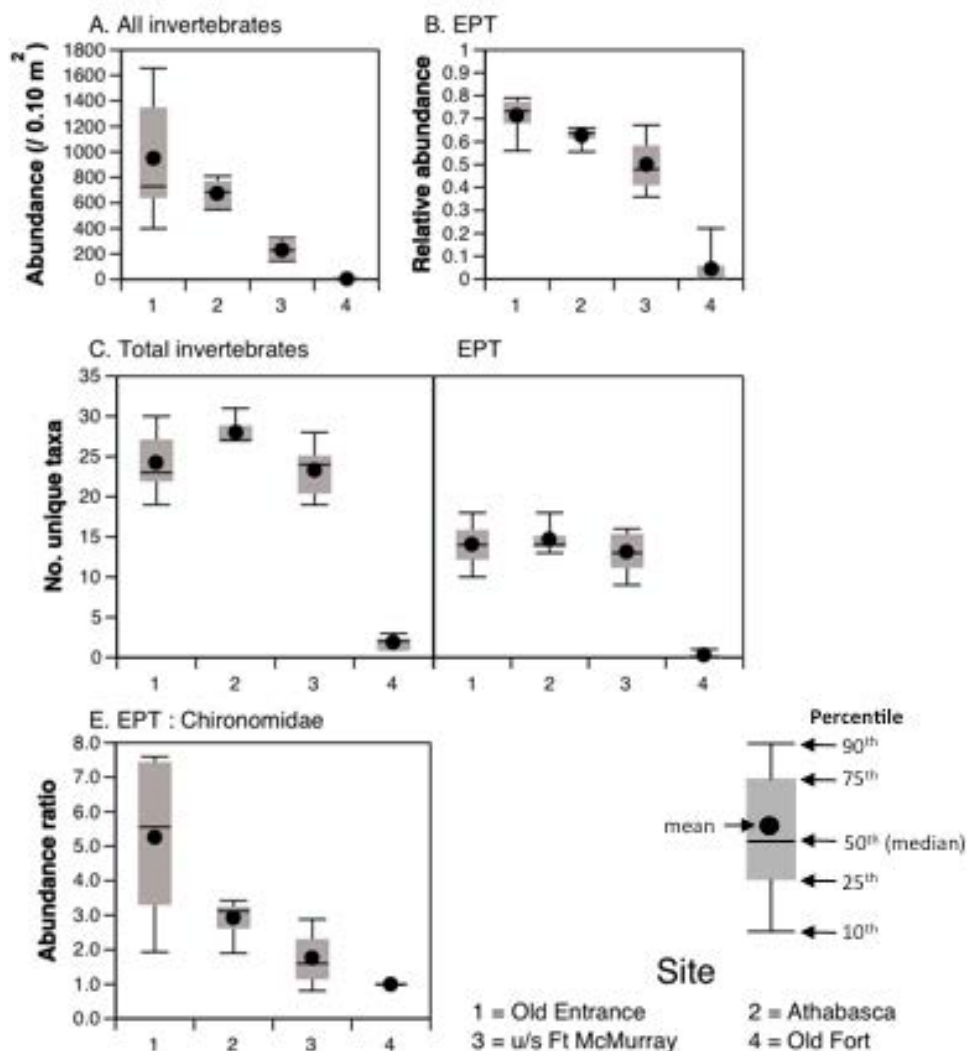 A. All invertebrates
Abundance (/ 0.10 m²)
1800
1600
1400
1200
1000
800
600
400
200
0
1 2 3 4
B. EPT
Relative abundance
1
0.9
0.8
0.7
0.6
0.5
0.4
0.3
0.2
0.1
0
1 2 3 4
C. Total invertebrates
EPT
No. unique taxa
35
30
25
20
15
10
5
0
1 2 3 4 1 2 3 4
E. EPT : Chironomidae
Abundance ratio
8.0
7.0
6.0
5.0
4.0
3.0
2.0
1.0
0.0
1 2 3 4
Percentile
90th
75th
mean
50th (median)
25th
10th
Site
1 = Old Entrance 2 = Athabasca
3 = u/s Ft McMurray 4 = Old Fort